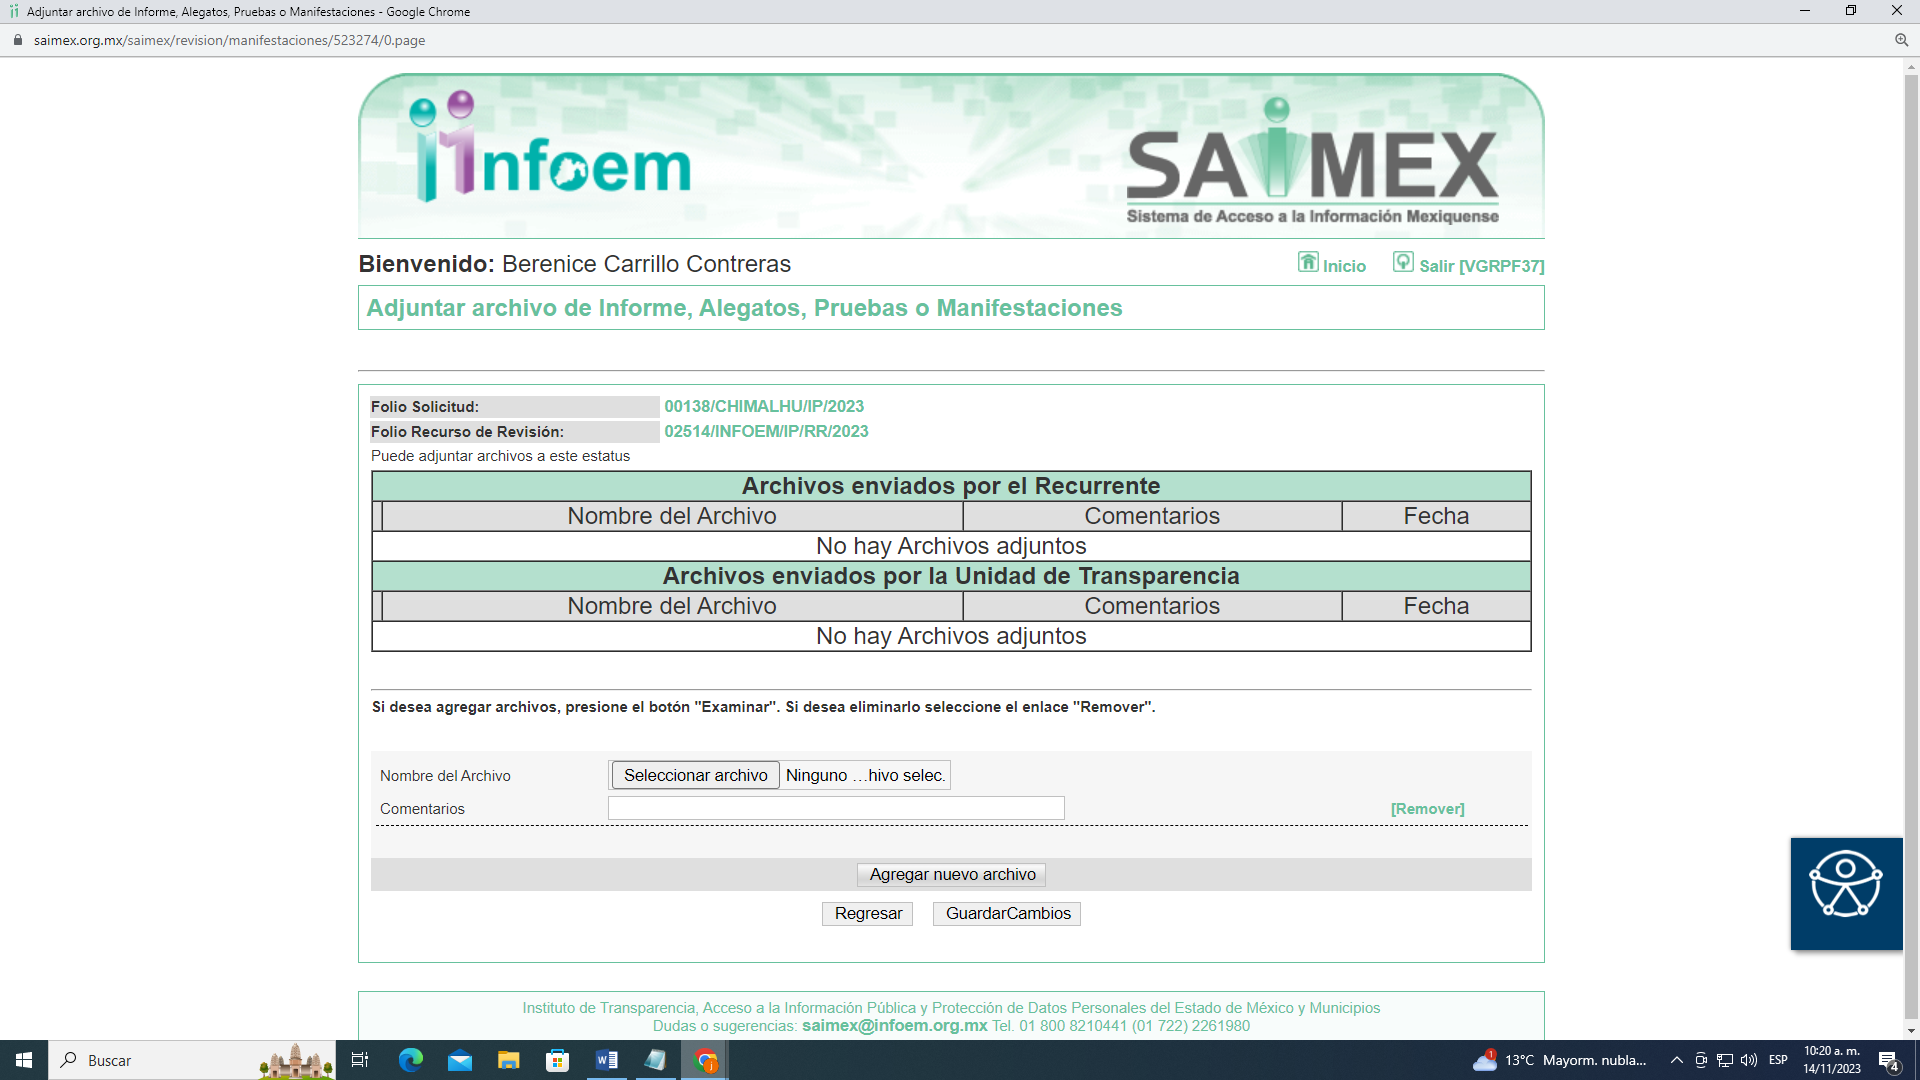 Adjuntar archivo de Informe, Alegatos, Pruebas o Manifestaciones - Google Chrome
saimex.org.mx/saimex/revision/manifestaciones/523274/0.page
infoem
SAIMEX
Sistema de Acceso a la Información Mexiquense
Bienvenido: Berenice Carrillo Contreras
Inicio
Salir [VGRPF37]
Adjuntar archivo de Informe, Alegatos, Pruebas o Manifestaciones
Folio Solicitud: 00138/CHIMALHU/IP/2023
Folio Recurso de Revisión: 02514/INFOEM/IP/RR/2023
Puede adjuntar archivos a este estatus
Archivos enviados por el Recurrente
Nombre del Archivo Comentarios Fecha
No hay Archivos adjuntos
Archivos enviados por la Unidad de Transparencia
Nombre del Archivo Comentarios Fecha
No hay Archivos adjuntos
Si desea agregar archivos, presione el botón "Examinar". Si desea eliminarlo seleccione el enlace "Remover".
Nombre del Archivo Seleccionar archivo Ninguno …hivo selec.
Comentarios [Remover]
Agregar nuevo archivo
Regresar GuardarCambios
Instituto de Transparencia, Acceso a la Información Pública y Protección de Datos Personales del Estado de México y Municipios
Dudas o sugerencias: saimex@infoem.org.mx Tel. 01 800 8210441 (01 722) 2261980
Buscar
1
13°C Mayorm. nubla...
ESP
10:20 a. m.
14/11/2023
4